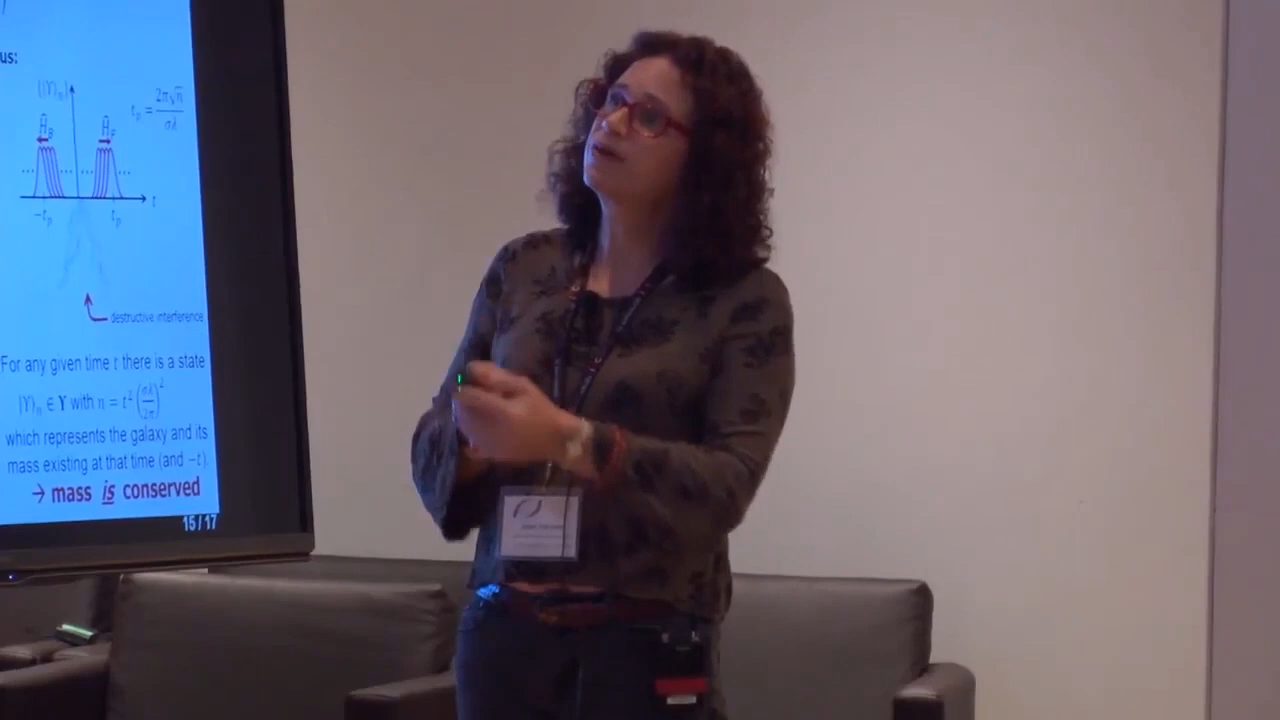 us:
|⟨|Υ⟩ₙ|
t_p = 2π√n / σλ
Ĥ_B Ĥ_F
... ... ...
t
−t_p t_p
destructive interference
For any given time t there is a state
|Υ⟩ₙ ∈ Υ with n = t² (σλ / 2π)²
which represents the galaxy and its
mass existing at that time (and −t).
→ mass is conserved
15/17